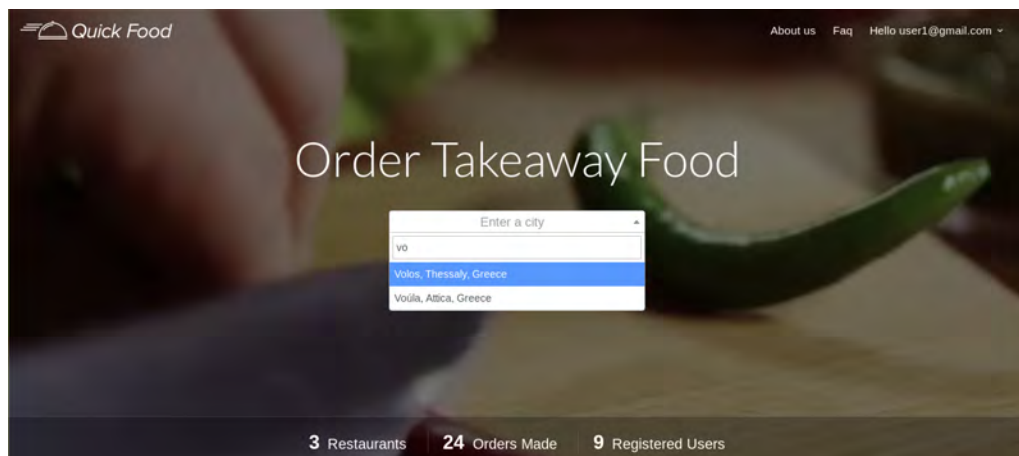 Quick Food
About us Faq Hello user1@gmail.com
Order Takeaway Food
Enter a city
vo
Volos, Thessaly, Greece
Voúla, Attica, Greece
3 Restaurants 24 Orders Made 9 Registered Users